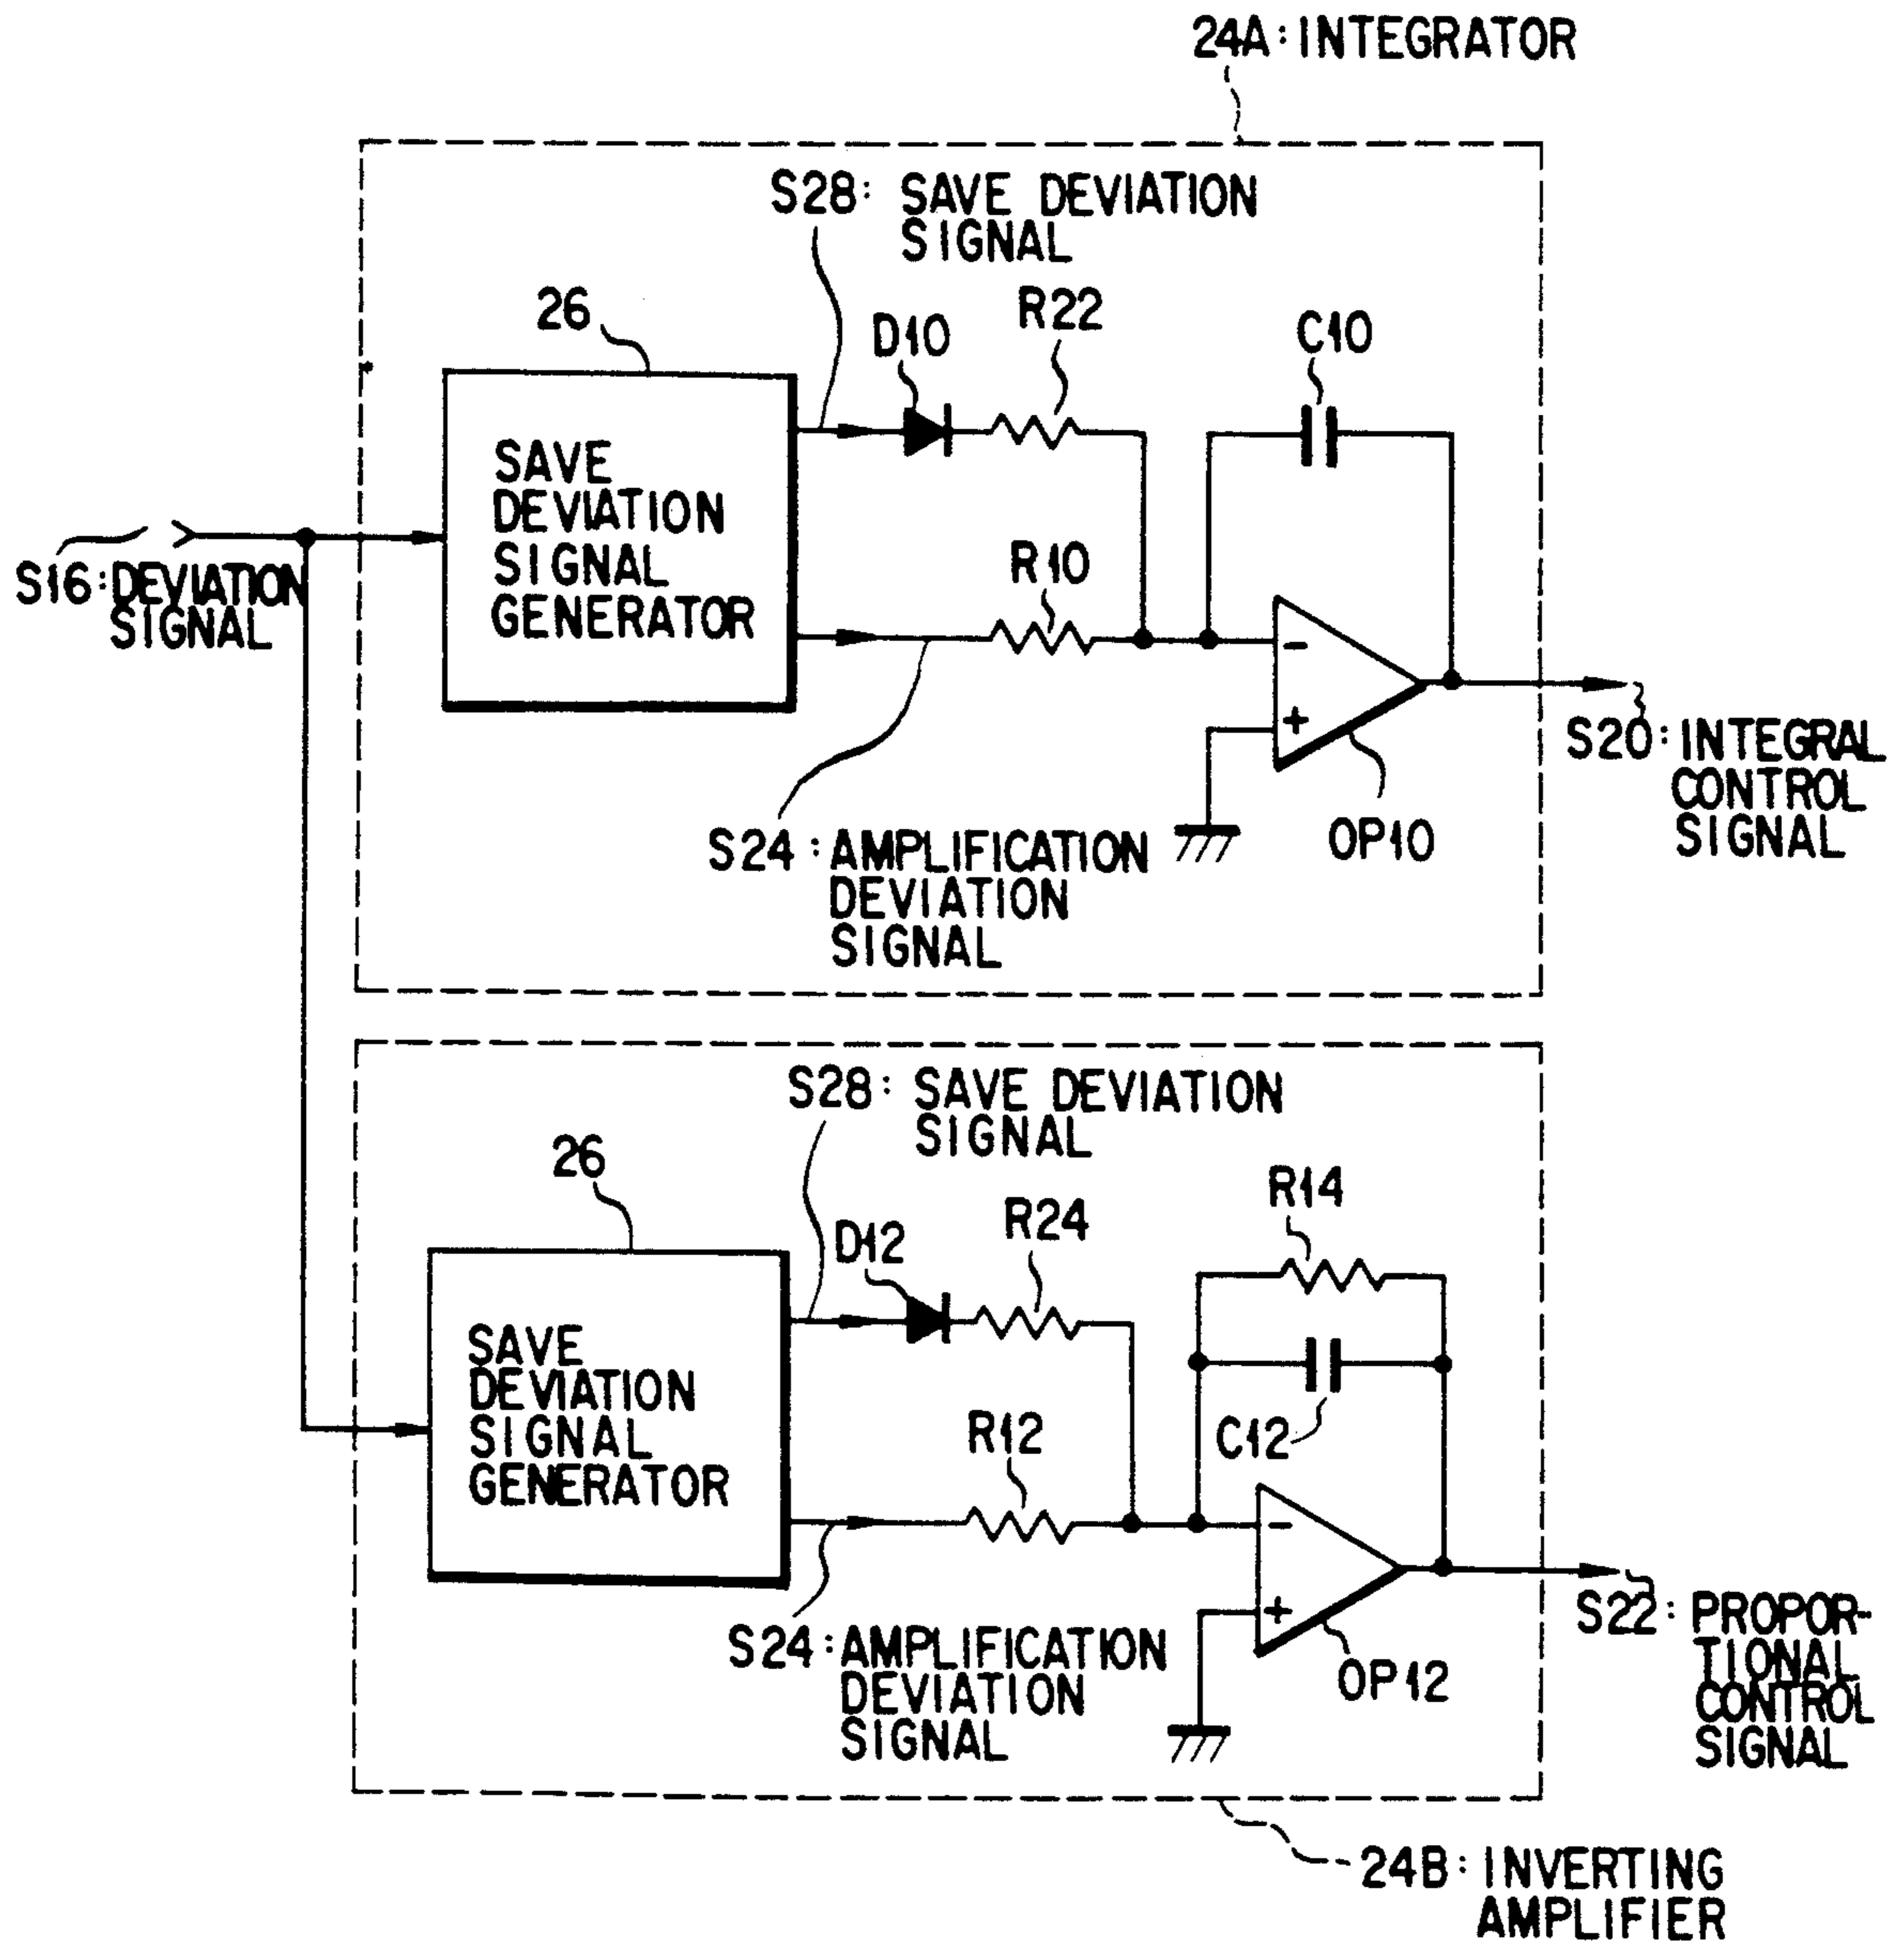 24A: INTEGRATOR
S28: SAVE DEVIATION
SIGNAL
26
D10
R22
C10
SAVE
DEVIATION
SIGNAL
GENERATOR
S16: DEVIATION
SIGNAL
R10
−
+
S20: INTEGRAL
CONTROL
SIGNAL
OP10
S24: AMPLIFICATION
DEVIATION
SIGNAL
S28: SAVE DEVIATION
SIGNAL
26
D12
R24
R14
SAVE
DEVIATION
SIGNAL
GENERATOR
R12
C12
−
+
S22: PROPOR-
TIONAL
CONTROL
SIGNAL
OP12
S24: AMPLIFICATION
DEVIATION
SIGNAL
24B: INVERTING
AMPLIFIER